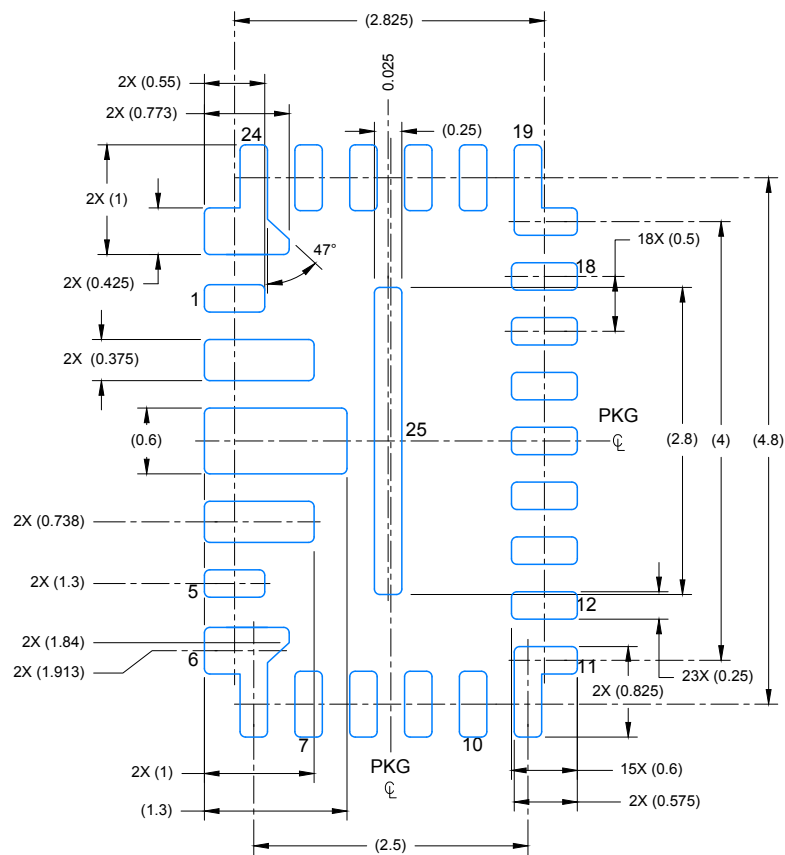 (2.825)
2X (0.55)
0.025
2X (0.773)
24
(0.25)
19
2X (1)
47°
18X (0.5)
18
2X (0.425)
1
2X (0.375)
PKG
℄
(0.6)
25
(2.8)
(4)
(4.8)
2X (0.738)
2X (1.3)
5
12
2X (1.84)
6
2X (1.913)
11
23X (0.25)
2X (0.825)
7
10
PKG
℄
2X (1)
15X (0.6)
(1.3)
2X (0.575)
(2.5)